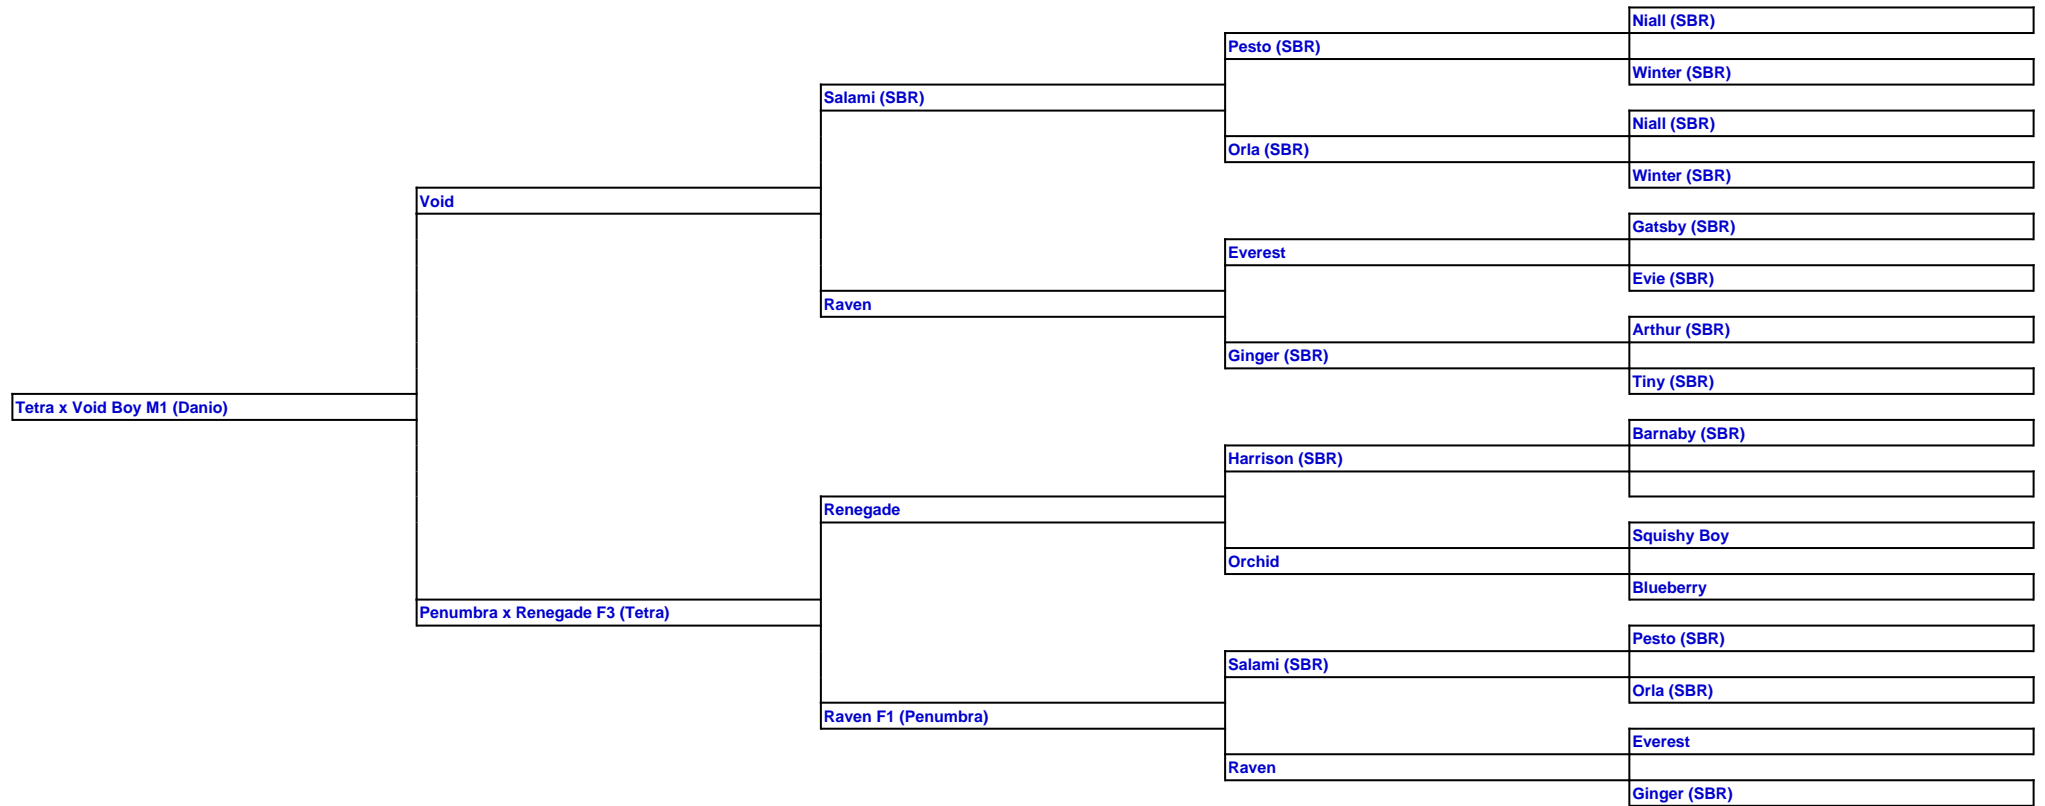 Niall (SBR)
Pesto (SBR)
Winter (SBR)
Salami (SBR)
Niall (SBR)
Orla (SBR)
Winter (SBR)
Void
Gatsby (SBR)
Everest
Evie (SBR)
Raven
Arthur (SBR)
Ginger (SBR)
Tiny (SBR)
Tetra x Void Boy M1 (Danio)
Barnaby (SBR)
Harrison (SBR)
Renegade
Squishy Boy
Orchid
Blueberry
Penumbra x Renegade F3 (Tetra)
Pesto (SBR)
Salami (SBR)
Orla (SBR)
Raven F1 (Penumbra)
Everest
Raven
Ginger (SBR)